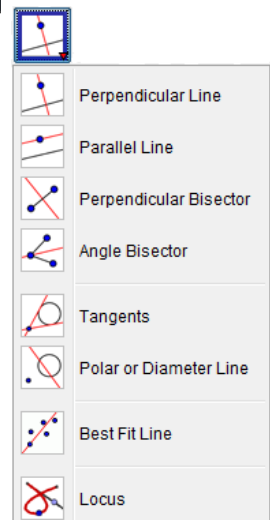 Perpendicular Line
Parallel Line
Perpendicular Bisector
Angle Bisector
Tangents
Polar or Diameter Line
Best Fit Line
Locus